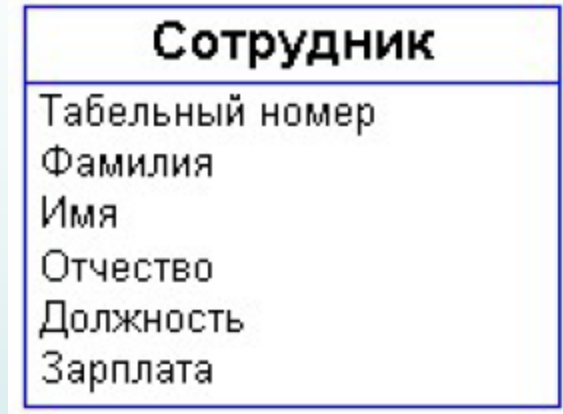 Сотрудник
Табельный номер
Фамилия
Имя
Отчество
Должность
Зарплата